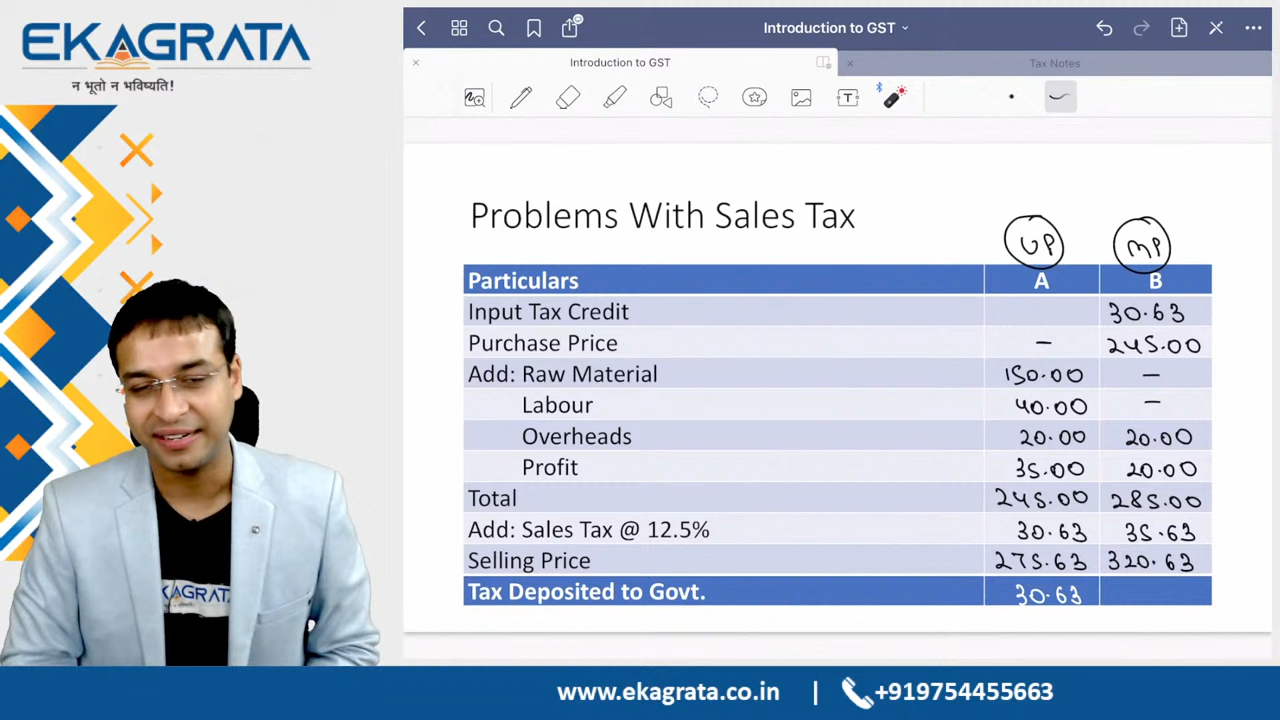 EKAGRATA
न भूतो न भविष्यति!
Introduction to GST
Introduction to GST
Tax Notes
T
Problems With Sales Tax
UP MP
Particulars A B
Input Tax Credit 30.63
Purchase Price - 245.00
Add: Raw Material 150.00 -
Labour 40.00 -
Overheads 20.00 20.00
Profit 35.00 20.00
Total 245.00 285.00
Add: Sales Tax @ 12.5% 30.63 35.63
Selling Price 275.63 320.63
Tax Deposited to Govt. 30.63
EKAGRATA
www.ekagrata.co.in | +919754455663